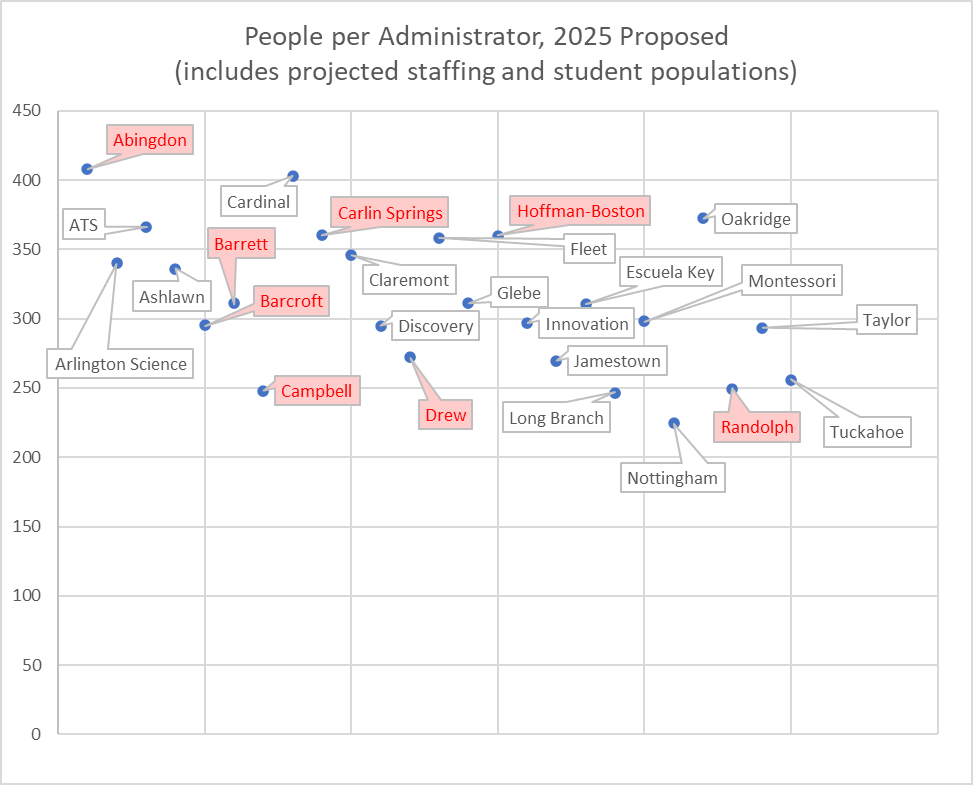 People per Administrator, 2025 Proposed
(includes projected staffing and student populations)
450
400
350
300
250
200
150
100
50
0
Abingdon
ATS
Cardinal
Carlin Springs
Hoffman-Boston
Oakridge
Barrett
Fleet
Ashlawn
Claremont
Escuela Key
Montessori
Barcroft
Glebe
Discovery
Innovation
Taylor
Arlington Science
Jamestown
Campbell
Drew
Long Branch
Randolph
Tuckahoe
Nottingham